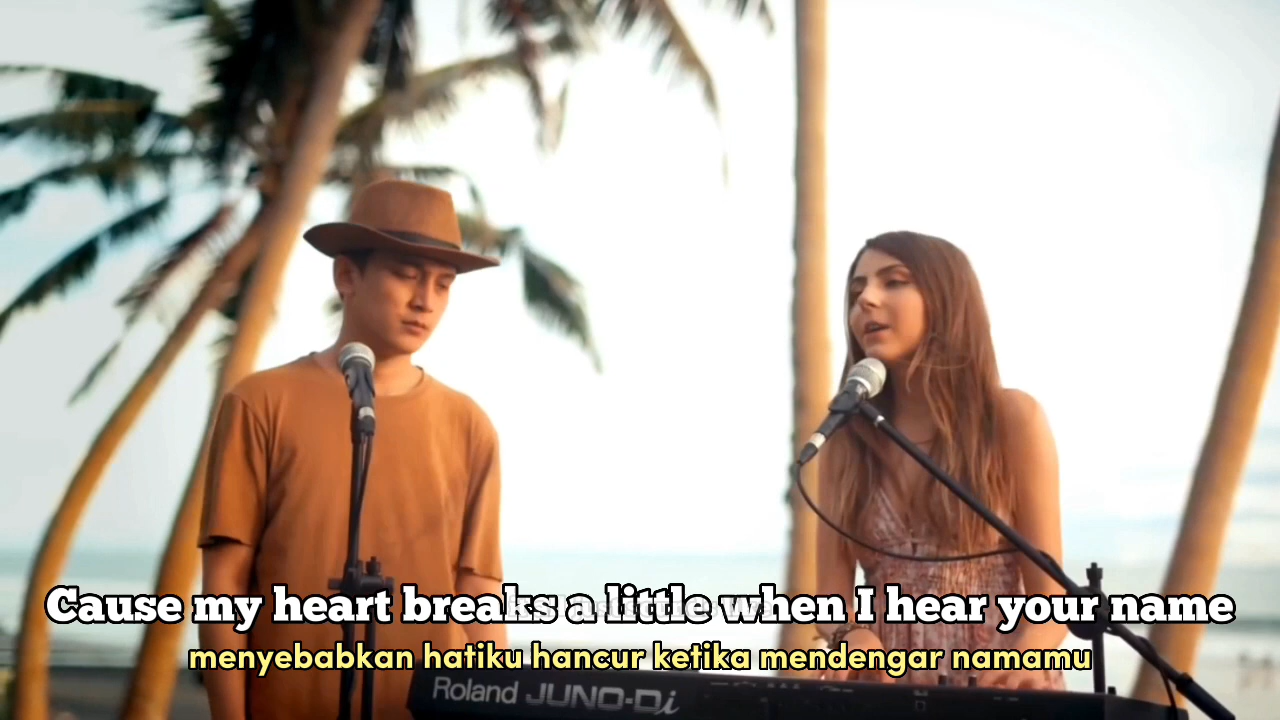 Cause my heart breaks a little when I hear your name
menyebabkan hatiku hancur ketika mendengar namamu
Roland JUNO-Di